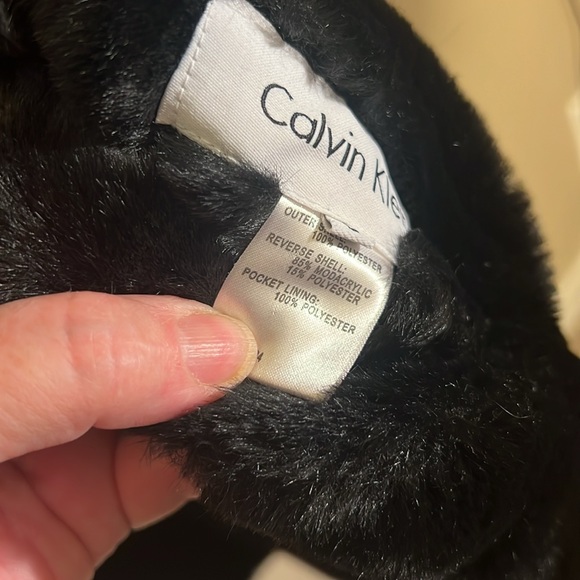 Calvin Kle
OUTER S
100% POLYESTER
REVERSE SHELL:
85% MODACRYLIC
15% POLYESTER
POCKET LINING:
100% POLYESTER